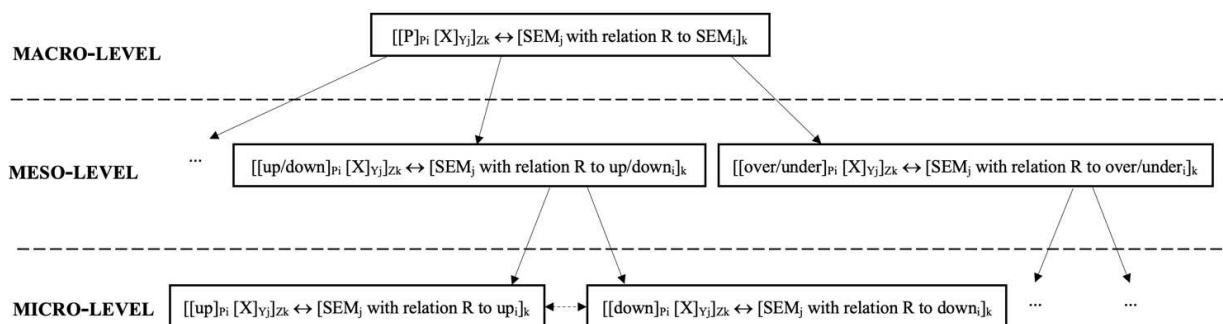 [[P]Pi [X]Yj]Zk ↔ [SEMj with relation R to SEMi]k
MACRO-LEVEL
...
[[up/down]Pi [X]Yj]Zk ↔ [SEMj with relation R to up/downi]k
[[over/under]Pi [X]Yj]Zk ↔ [SEMj with relation R to over/underi]k
MESO-LEVEL
MICRO-LEVEL
[[up]Pi [X]Yj]Zk ↔ [SEMj with relation R to upi]k
[[down]Pi [X]Yj]Zk ↔ [SEMj with relation R to downi]k
...
...